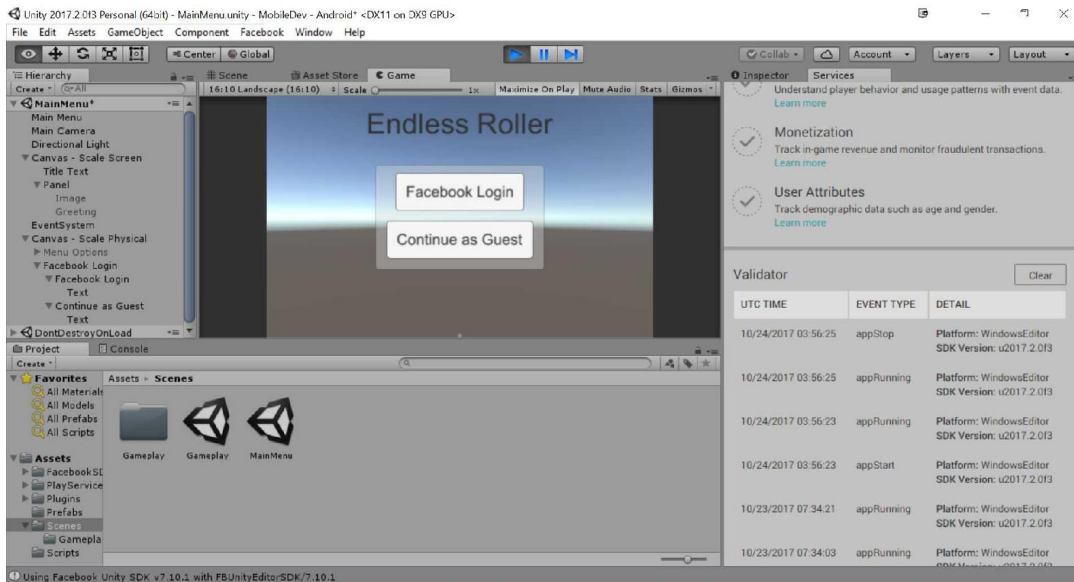 Unity 2017.2.0f3 Personal (64bit) - MainMenu.unity - MobileDev - Android* <DX11 on DX9 GPU>
File Edit Assets GameObject Component Facebook Window Help
Center Global
Collab Account Layers Layout
Hierarchy
Create All
MainMenu*
Main Menu
Main Camera
Directional Light
Canvas - Scale Screen
Title Text
Panel
Image
Greeting
EventSystem
Canvas - Scale Physical
Menu Options
Facebook Login
Facebook Login
Text
Continue as Guest
Text
DontDestroyOnLoad
Scene Asset Store Game
16:10 Landscape (16:10) Scale 1x Maximize On Play Mute Audio Stats Gizmos
Endless Roller
Facebook Login
Continue as Guest
Inspector Services
Understand player behavior and usage patterns with event data.
Learn more
Monetization
Track in-game revenue and monitor fraudulent transactions.
Learn more
User Attributes
Track demographic data such as age and gender.
Learn more
Validator Clear
UTC TIME EVENT TYPE DETAIL
10/24/2017 03:56:25 appStop Platform: WindowsEditor
SDK Version: u2017.2.0f3
10/24/2017 03:56:25 appRunning Platform: WindowsEditor
SDK Version: u2017.2.0f3
10/24/2017 03:56:23 appRunning Platform: WindowsEditor
SDK Version: u2017.2.0f3
10/24/2017 03:56:23 appStart Platform: WindowsEditor
SDK Version: u2017.2.0f3
10/23/2017 07:34:21 appRunning Platform: WindowsEditor
SDK Version: u2017.2.0f3
10/23/2017 07:34:03 appRunning Platform: WindowsEditor
SDK Version: u2017.2.0f3
Project Console
Create
Favorites
All Materials
All Models
All Prefabs
All Scripts
Assets
FacebookSD
PlayService
Plugins
Prefabs
Scenes
Gamepla
Scripts
Assets Scenes
Gameplay Gameplay MainMenu
Using Facebook Unity SDK v7.10.1 with FBUnityEditorSDK/7.10.1